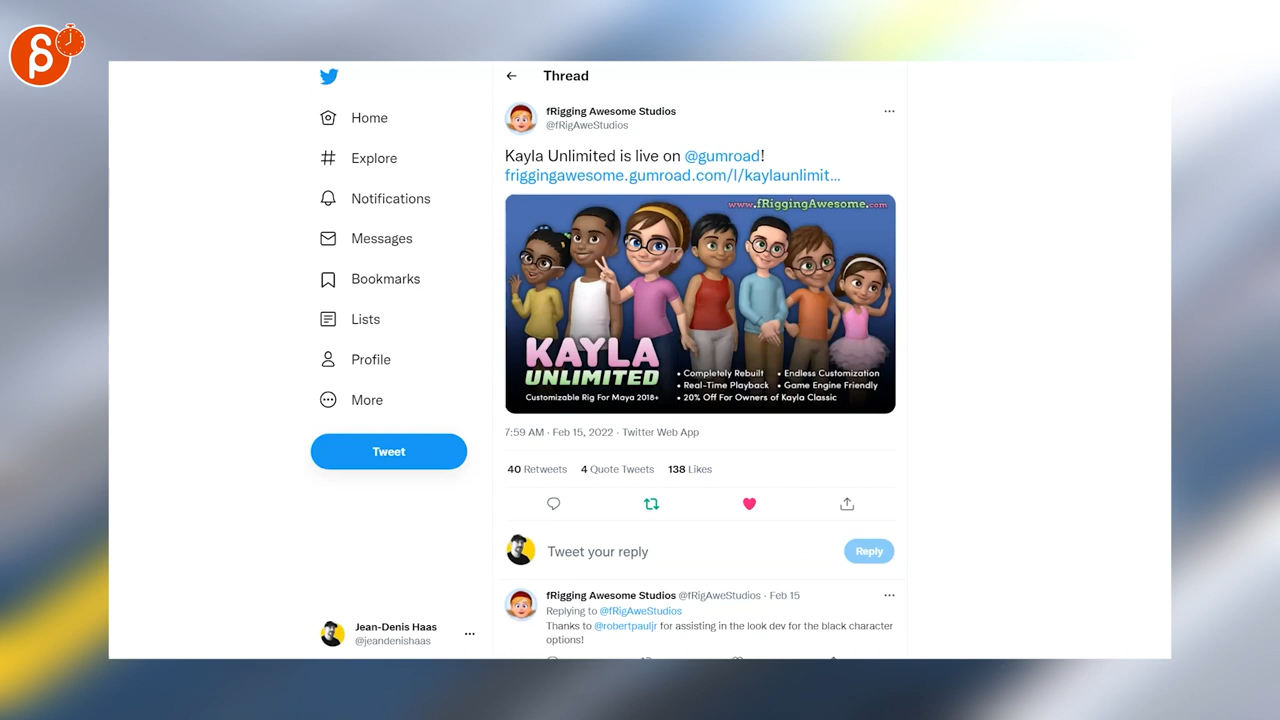 Home
Explore
Notifications
Messages
Bookmarks
Lists
Profile
More
Tweet
Jean-Denis Haas
@jeandenishaas
Thread
fRigging Awesome Studios
@fRigAweStudios
Kayla Unlimited is live on @gumroad!
friggingawesome.gumroad.com/l/kaylaunlimit...
www.fRiggingAwesome.com
KAYLA
UNLIMITED
Customizable Rig For Maya 2018+
• Completely Rebuilt • Endless Customization
• Real-Time Playback • Game Engine Friendly
• 20% Off For Owners of Kayla Classic
7:59 AM · Feb 15, 2022 · Twitter Web App
40 Retweets 4 Quote Tweets 138 Likes
Tweet your reply
Reply
fRigging Awesome Studios @fRigAweStudios · Feb 15
Replying to @fRigAweStudios
Thanks to @robertpauljr for assisting in the look dev for the black character
options!